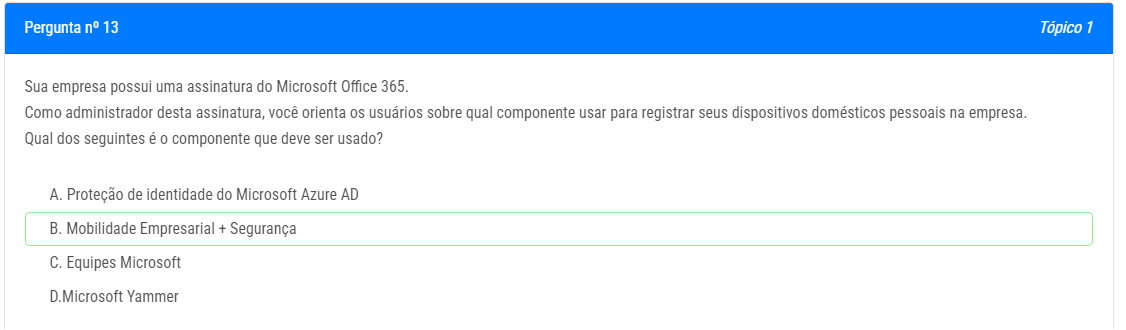 Pergunta nº 13
Tópico 1
Sua empresa possui uma assinatura do Microsoft Office 365.
Como administrador desta assinatura, você orienta os usuários sobre qual componente usar para registrar seus dispositivos domésticos pessoais na empresa.
Qual dos seguintes é o componente que deve ser usado?
A. Proteção de identidade do Microsoft Azure AD
B. Mobilidade Empresarial + Segurança
C. Equipes Microsoft
D.Microsoft Yammer